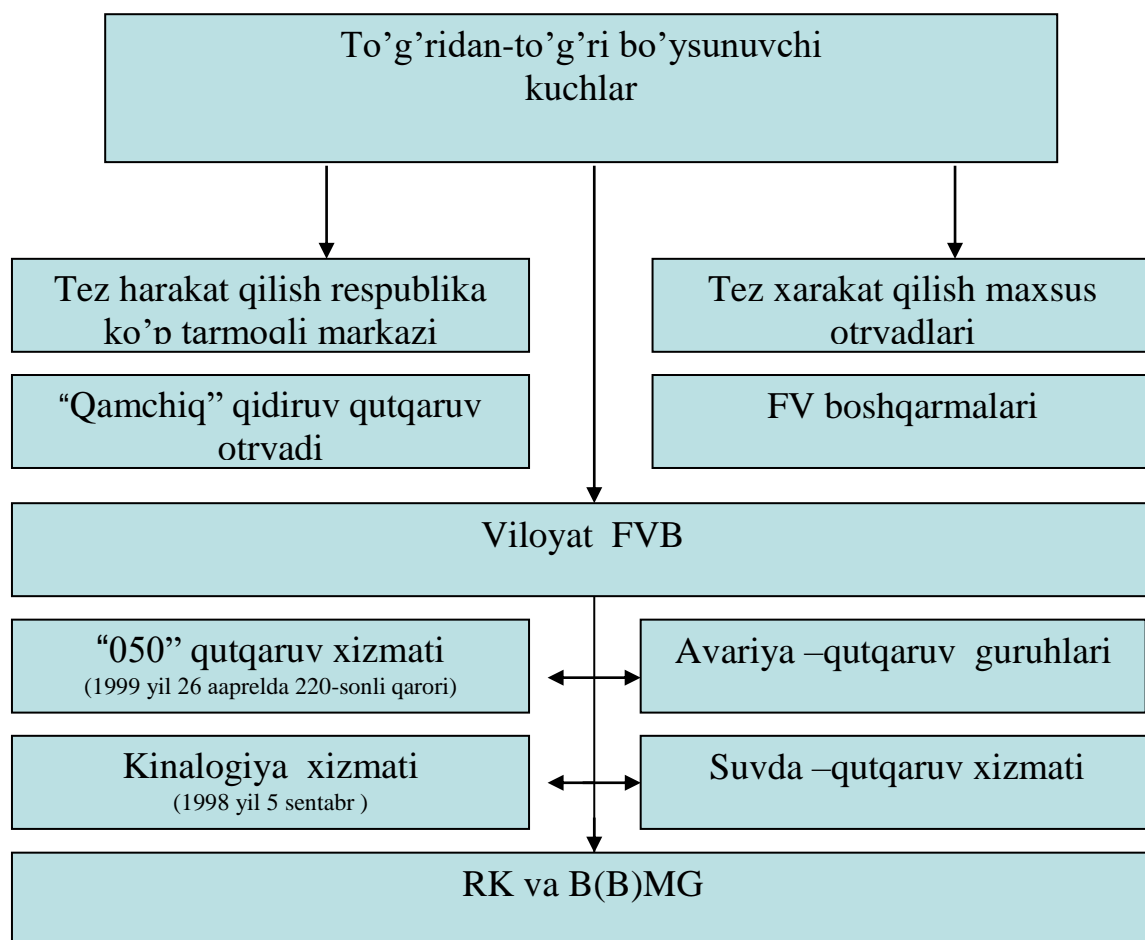 To’g’ridan-to’g’ri bo’ysunuvchi
kuchlar
Tez harakat qilish respublika
ko’p tarmoqli markazi
Tez xarakat qilish maxsus
otrvadlari
“Qamchiq” qidiruv qutqaruv
otrvadi
FV boshqarmalari
Viloyat FVB
“050” qutqaruv xizmati
(1999 yil 26 aaprelda 220-sonli qarori)
Avariya –qutqaruv guruhlari
Kinalogiya xizmati
(1998 yil 5 sentabr )
Suvda –qutqaruv xizmati
RK va B(B)MG